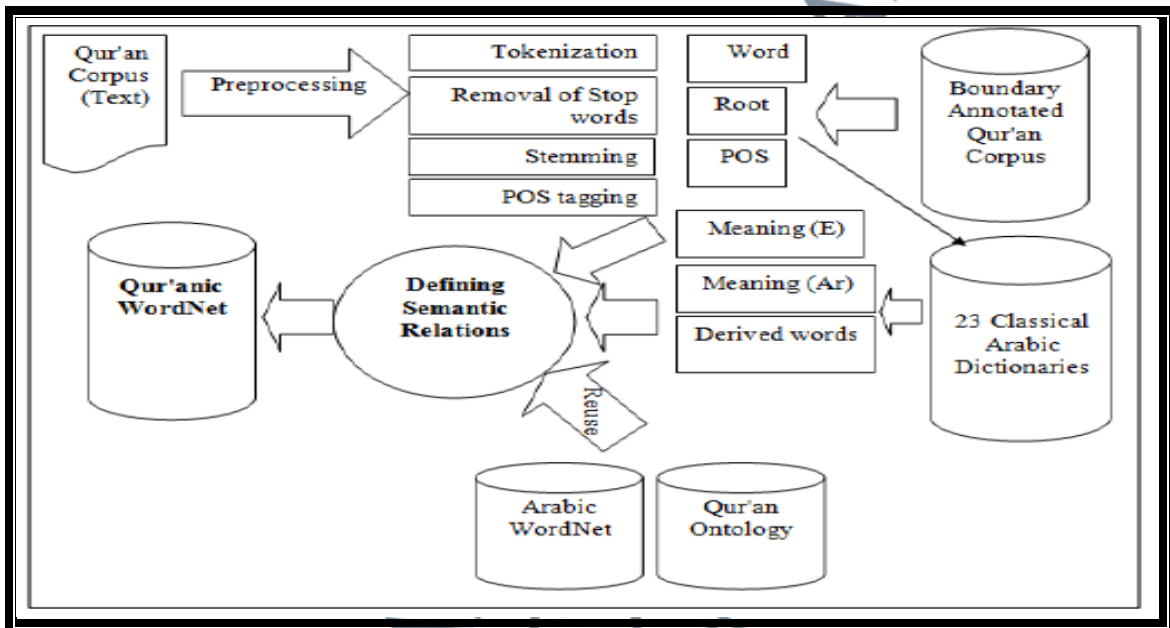 Qur'an
Corpus
(Text)
Preprocessing
Tokenization
Removal of Stop
words
Stemming
POS tagging
Word
Root
POS
Boundary
Annotated
Qur'an
Corpus
Meaning (E)
Meaning (Ar)
Derived words
23 Classical
Arabic
Dictionaries
Defining
Semantic
Relations
Qur'anic
WordNet
Reuse
Arabic
WordNet
Qur'an
Ontology